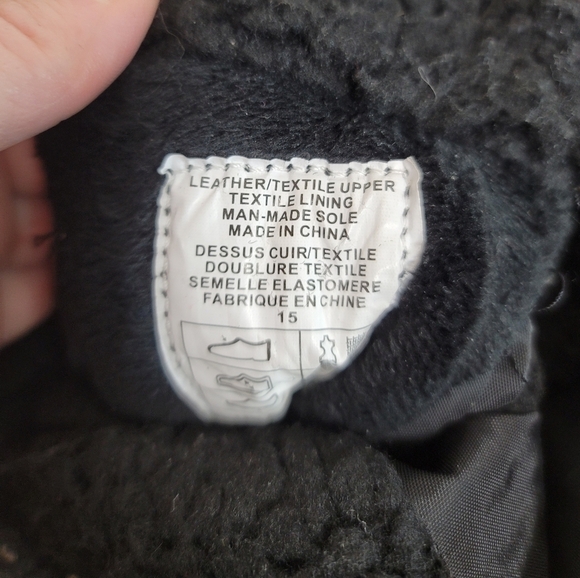 LEATHER/TEXTILE UPPER
TEXTILE LINING
MAN-MADE SOLE
MADE IN CHINA
DESSUS CUIR/TEXTILE
DOUBLURE TEXTILE
SEMELLE ELASTOMERE
FABRIQUE EN CHINE
15